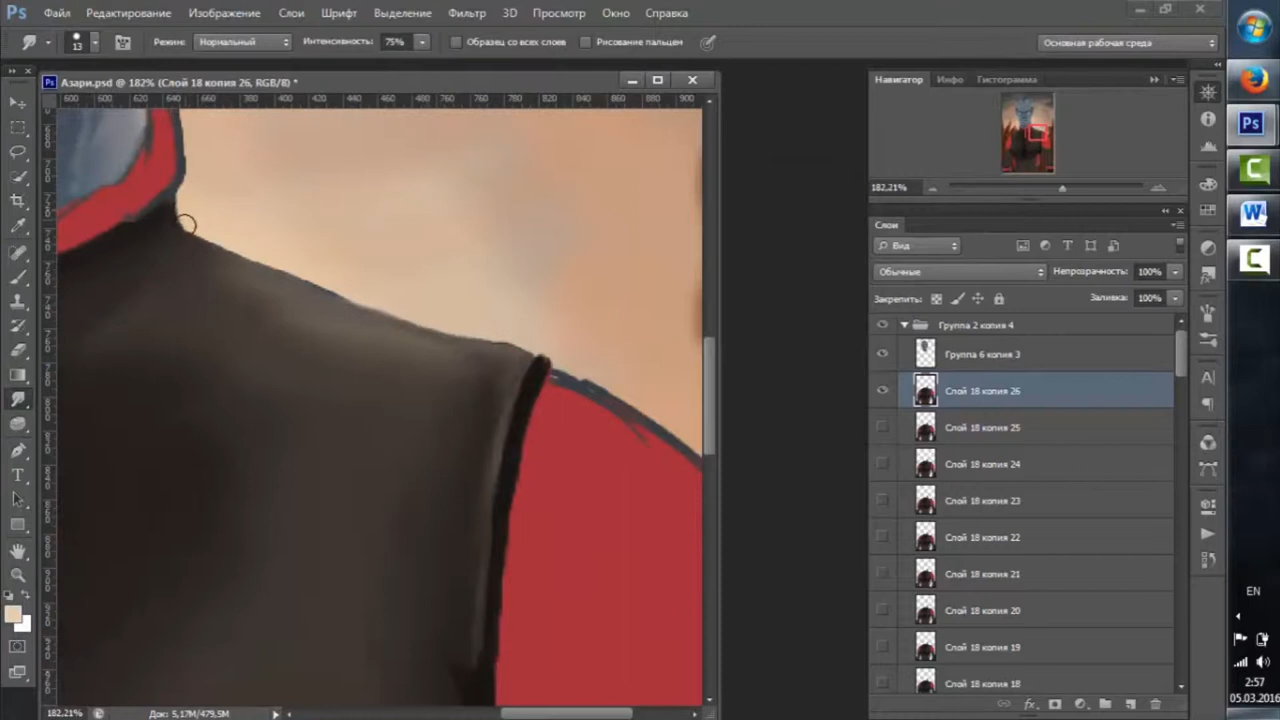 Ps Файл Редактирование Изображение Слои Шрифт Выделение Фильтр 3D Просмотр Окно Справка
13 Режим: Нормальный Интенсивность: 75% Образец со всех слоев Рисование пальцем Основная рабочая среда
Азари.psd @ 182% (Слой 18 копия 26, RGB/8) *
Навигатор Инфо Гистограмма
182,21%
Слои
Вид
Обычные Непрозрачность: 100%
Закрепить: Заливка: 100%
Группа 2 копия 4
Группа 6 копия 3
Слой 18 копия 26
Слой 18 копия 25
Слой 18 копия 24
Слой 18 копия 23
Слой 18 копия 22
Слой 18 копия 21
Слой 18 копия 20
Слой 18 копия 19
Слой 18 копия 18
182,21% Док: 5,17M/479,5M
EN
2:57
05.03.2016